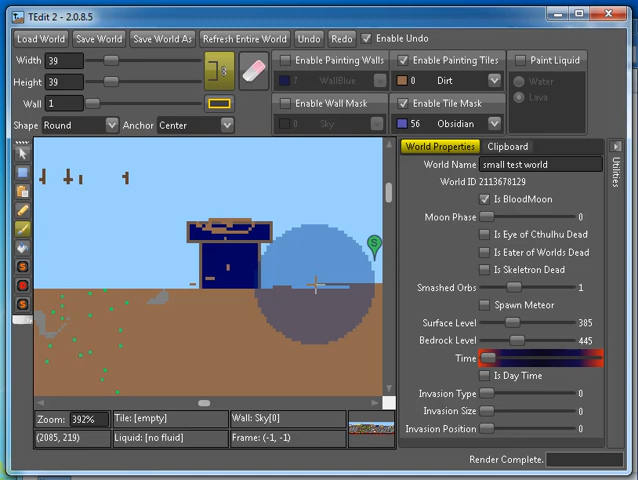 TEdit 2 - 2.0.8.5
Load World Save World Save World As Refresh Entire World Undo Redo Enable Undo
Width 39
Height 39
Wall 1
Shape Round Anchor Center
Enable Painting Walls
7 WallBlue
Enable Wall Mask
0 Sky
Enable Painting Tiles
0 Dirt
Enable Tile Mask
56 Obsidian
Paint Liquid
Water
Lava
World Properties Clipboard
Utilities
World Name small test world
World ID 2113678129
Is BloodMoon
Moon Phase 0
Is Eye of Cthulhu Dead
Is Eater of Worlds Dead
Is Skeletron Dead
Smashed Orbs 1
Spawn Meteor
Surface Level 385
Bedrock Level 445
Time
Is Day Time
Invasion Type 0
Invasion Size 0
Invasion Position 0
S
S
S
Zoom: 392% Tile: [empty] Wall: Sky[0]
(2085, 219) Liquid: [no fluid] Frame: (-1, -1)
Render Complete.